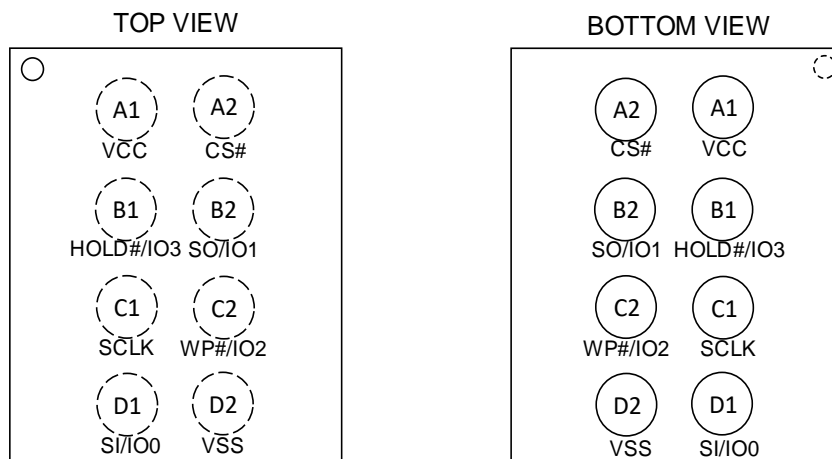 TOP VIEW BOTTOM VIEW
A1 A2 A2 A1
VCC CS# CS# VCC
B1 B2 B2 B1
HOLD#/IO3 SO/IO1 SO/IO1 HOLD#/IO3
C1 C2 C2 C1
SCLK WP#/IO2 WP#/IO2 SCLK
D1 D2 D2 D1
SI/IO0 VSS VSS SI/IO0